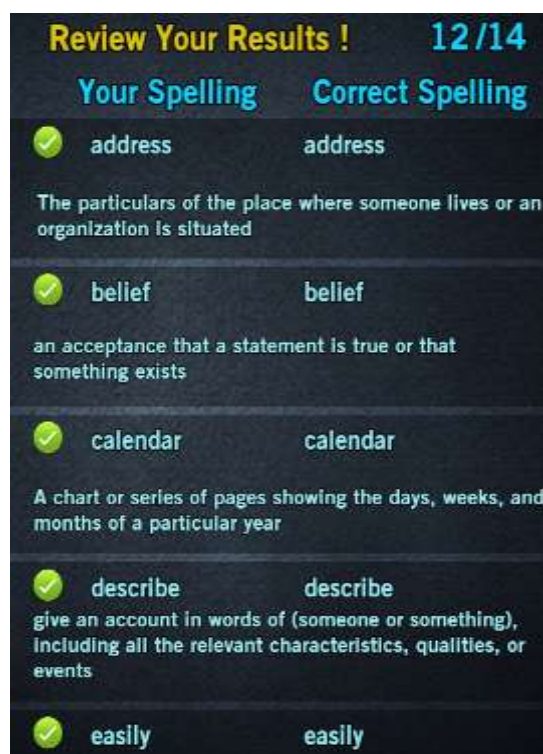 Review Your Results ! 12/14
Your Spelling Correct Spelling
address address
The particulars of the place where someone lives or an
organization is situated
belief belief
an acceptance that a statement is true or that
something exists
calendar calendar
A chart or series of pages showing the days, weeks, and
months of a particular year
describe describe
give an account in words of (someone or something),
including all the relevant characteristics, qualities, or
events
easily easily